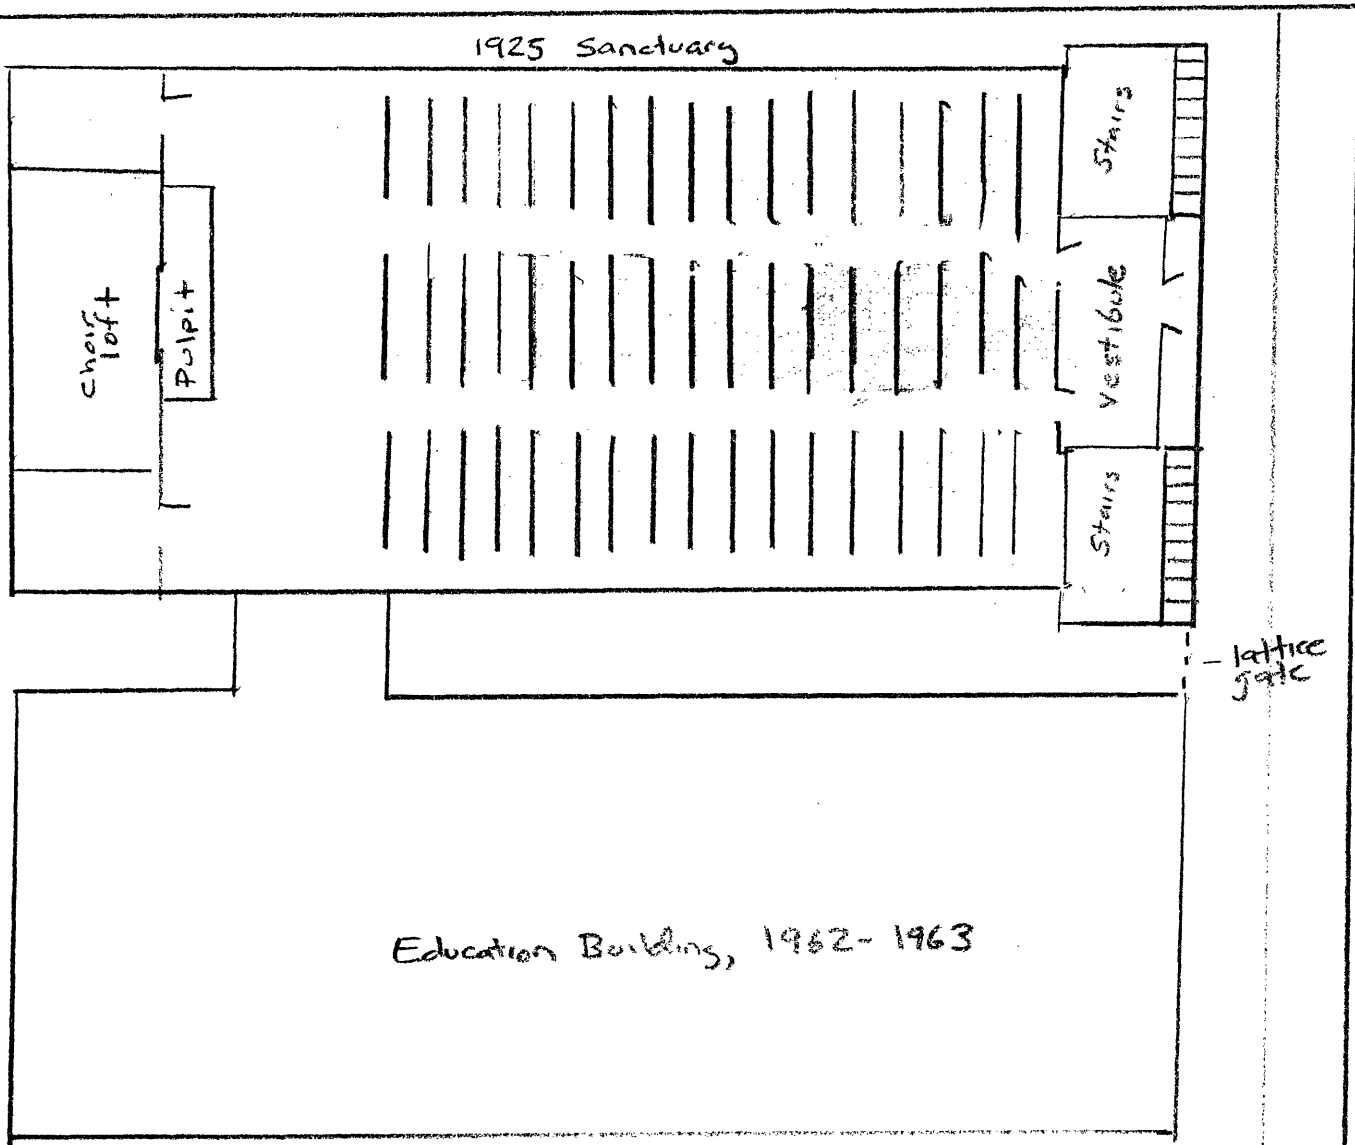 1925 Sanctuary
Stairs
Choir
loft
Pulpit
Vestibule
Stairs
lattice
gate
Education Building, 1962-1963